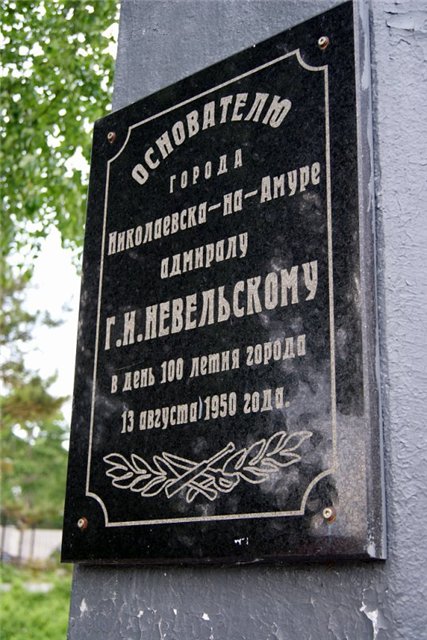 ОСНОВАТЕЛЮ
ГОРОДА
Николаевска-на-Амуре
адмиралу
Г.И.НЕВЕЛЬСКОМУ
в день 100 летия города
13 августа)1950 года.